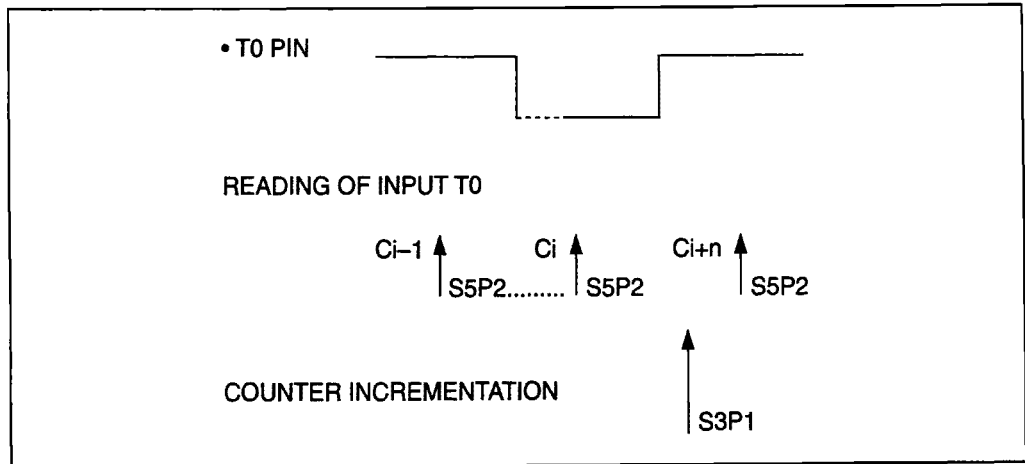 • T0 PIN
READING OF INPUT T0
Ci–1 S5P2......... Ci S5P2 Ci+n S5P2
COUNTER INCREMENTATION
S3P1